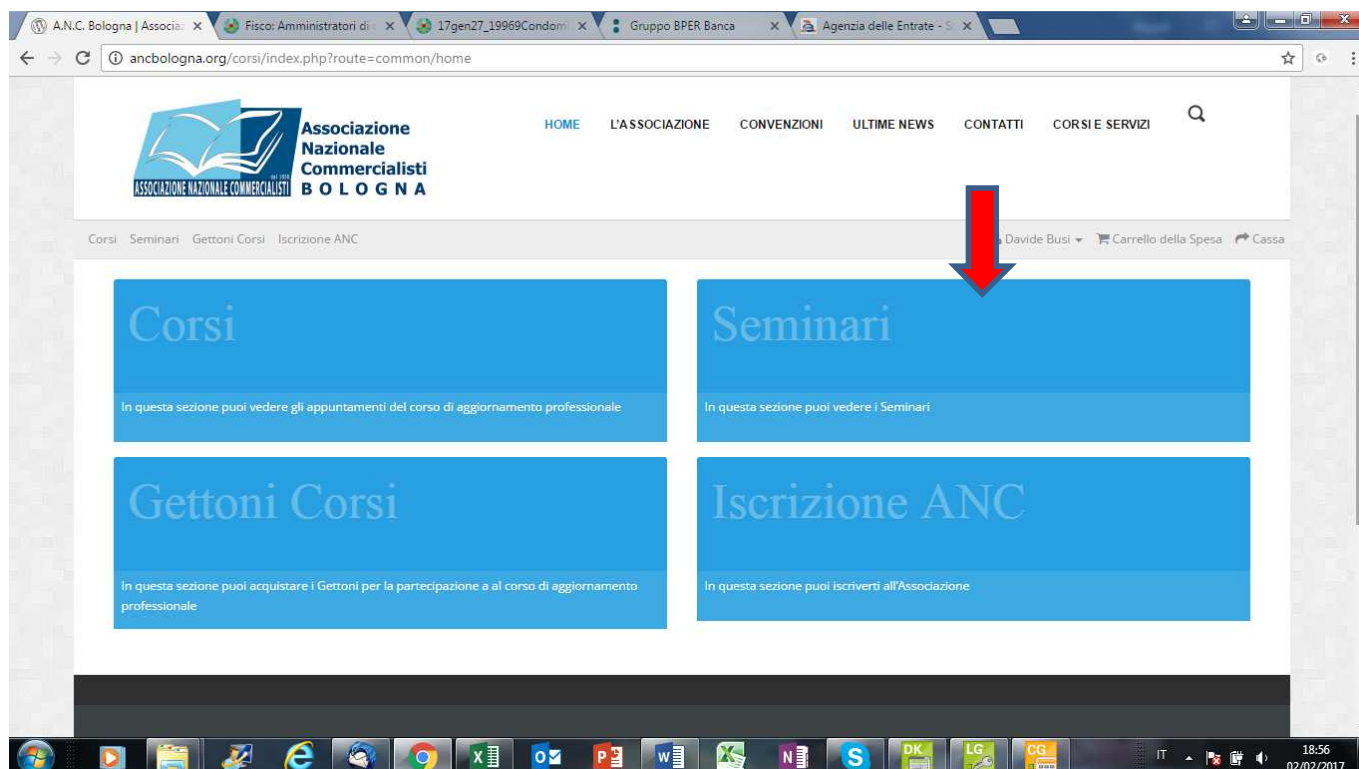 A.N.C. Bologna | Associa
Fisco: Amministratori di
17gen27_19969Condom
Gruppo BPER Banca
Agenzia delle Entrate - S
ancbologna.org/corsi/index.php?route=common/home
ASSOCIAZIONE NAZIONALE COMMERCIALISTI
Associazione
Nazionale
Commercialisti
BOLOGNA
HOME L'ASSOCIAZIONE CONVENZIONI ULTIME NEWS CONTATTI CORSI E SERVIZI
Corsi Seminari Gettoni Corsi Iscrizione ANC
Davide Busi Carrello della Spesa Cassa
Corsi
In questa sezione puoi vedere gli appuntamenti del corso di aggiornamento professionale
Seminari
In questa sezione puoi vedere i Seminari
Gettoni Corsi
In questa sezione puoi acquistare i Gettoni per la partecipazione a al corso di aggiornamento
professionale
Iscrizione ANC
In questa sezione puoi iscriverti all'Associazione
DK LG CG
IT
18:56
02/02/2017